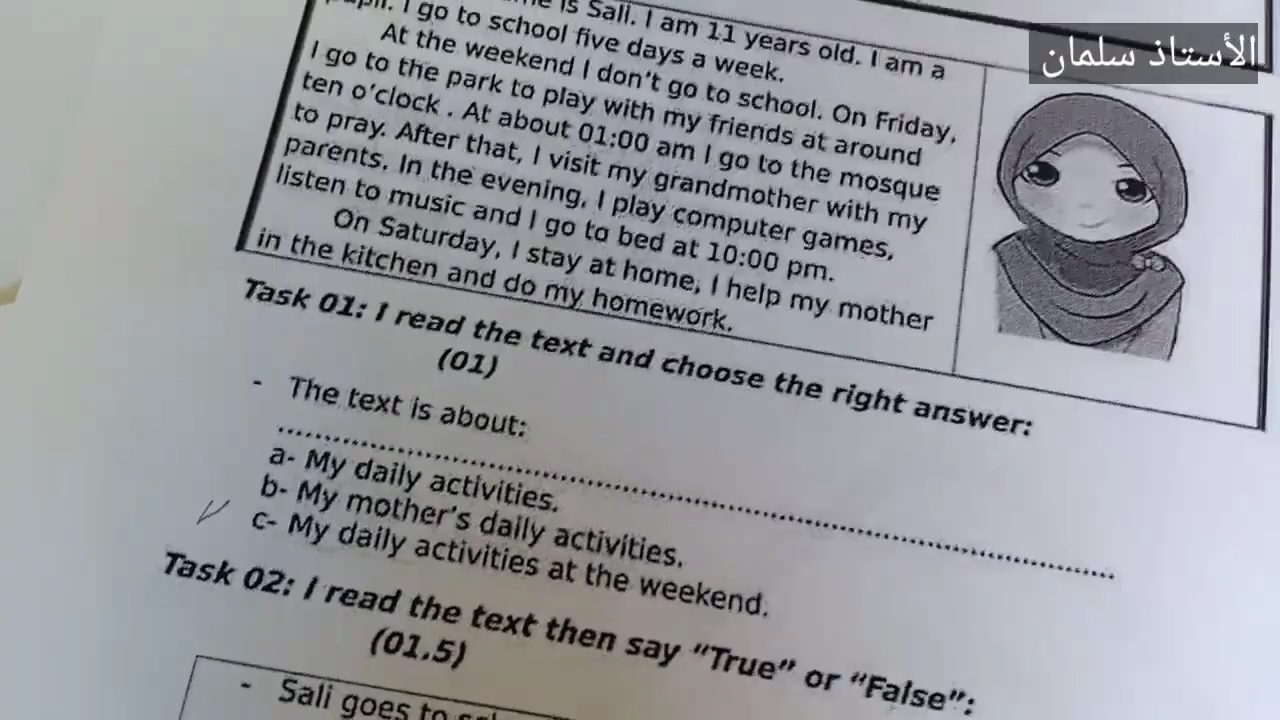 الأستاذ سلمان
is Sali. I am 11 years old. I am a
I go to school five days a week.
At the weekend I don't go to school. On Friday,
I go to the park to play with my friends at around
ten o'clock . At about 01:00 am I go to the mosque
to pray. After that, I visit my grandmother with my
parents. In the evening, I play computer games,
listen to music and I go to bed at 10:00 pm.
On Saturday, I stay at home, I help my mother
in the kitchen and do my homework.
Task 01: I read the text and choose the right answer:
(01)
- The text is about:
................................................................
a- My daily activities.
b- My mother's daily activities.
c- My daily activities at the weekend.
Task 02: I read the text then say "True" or "False":
(01.5)
- Sali goes to